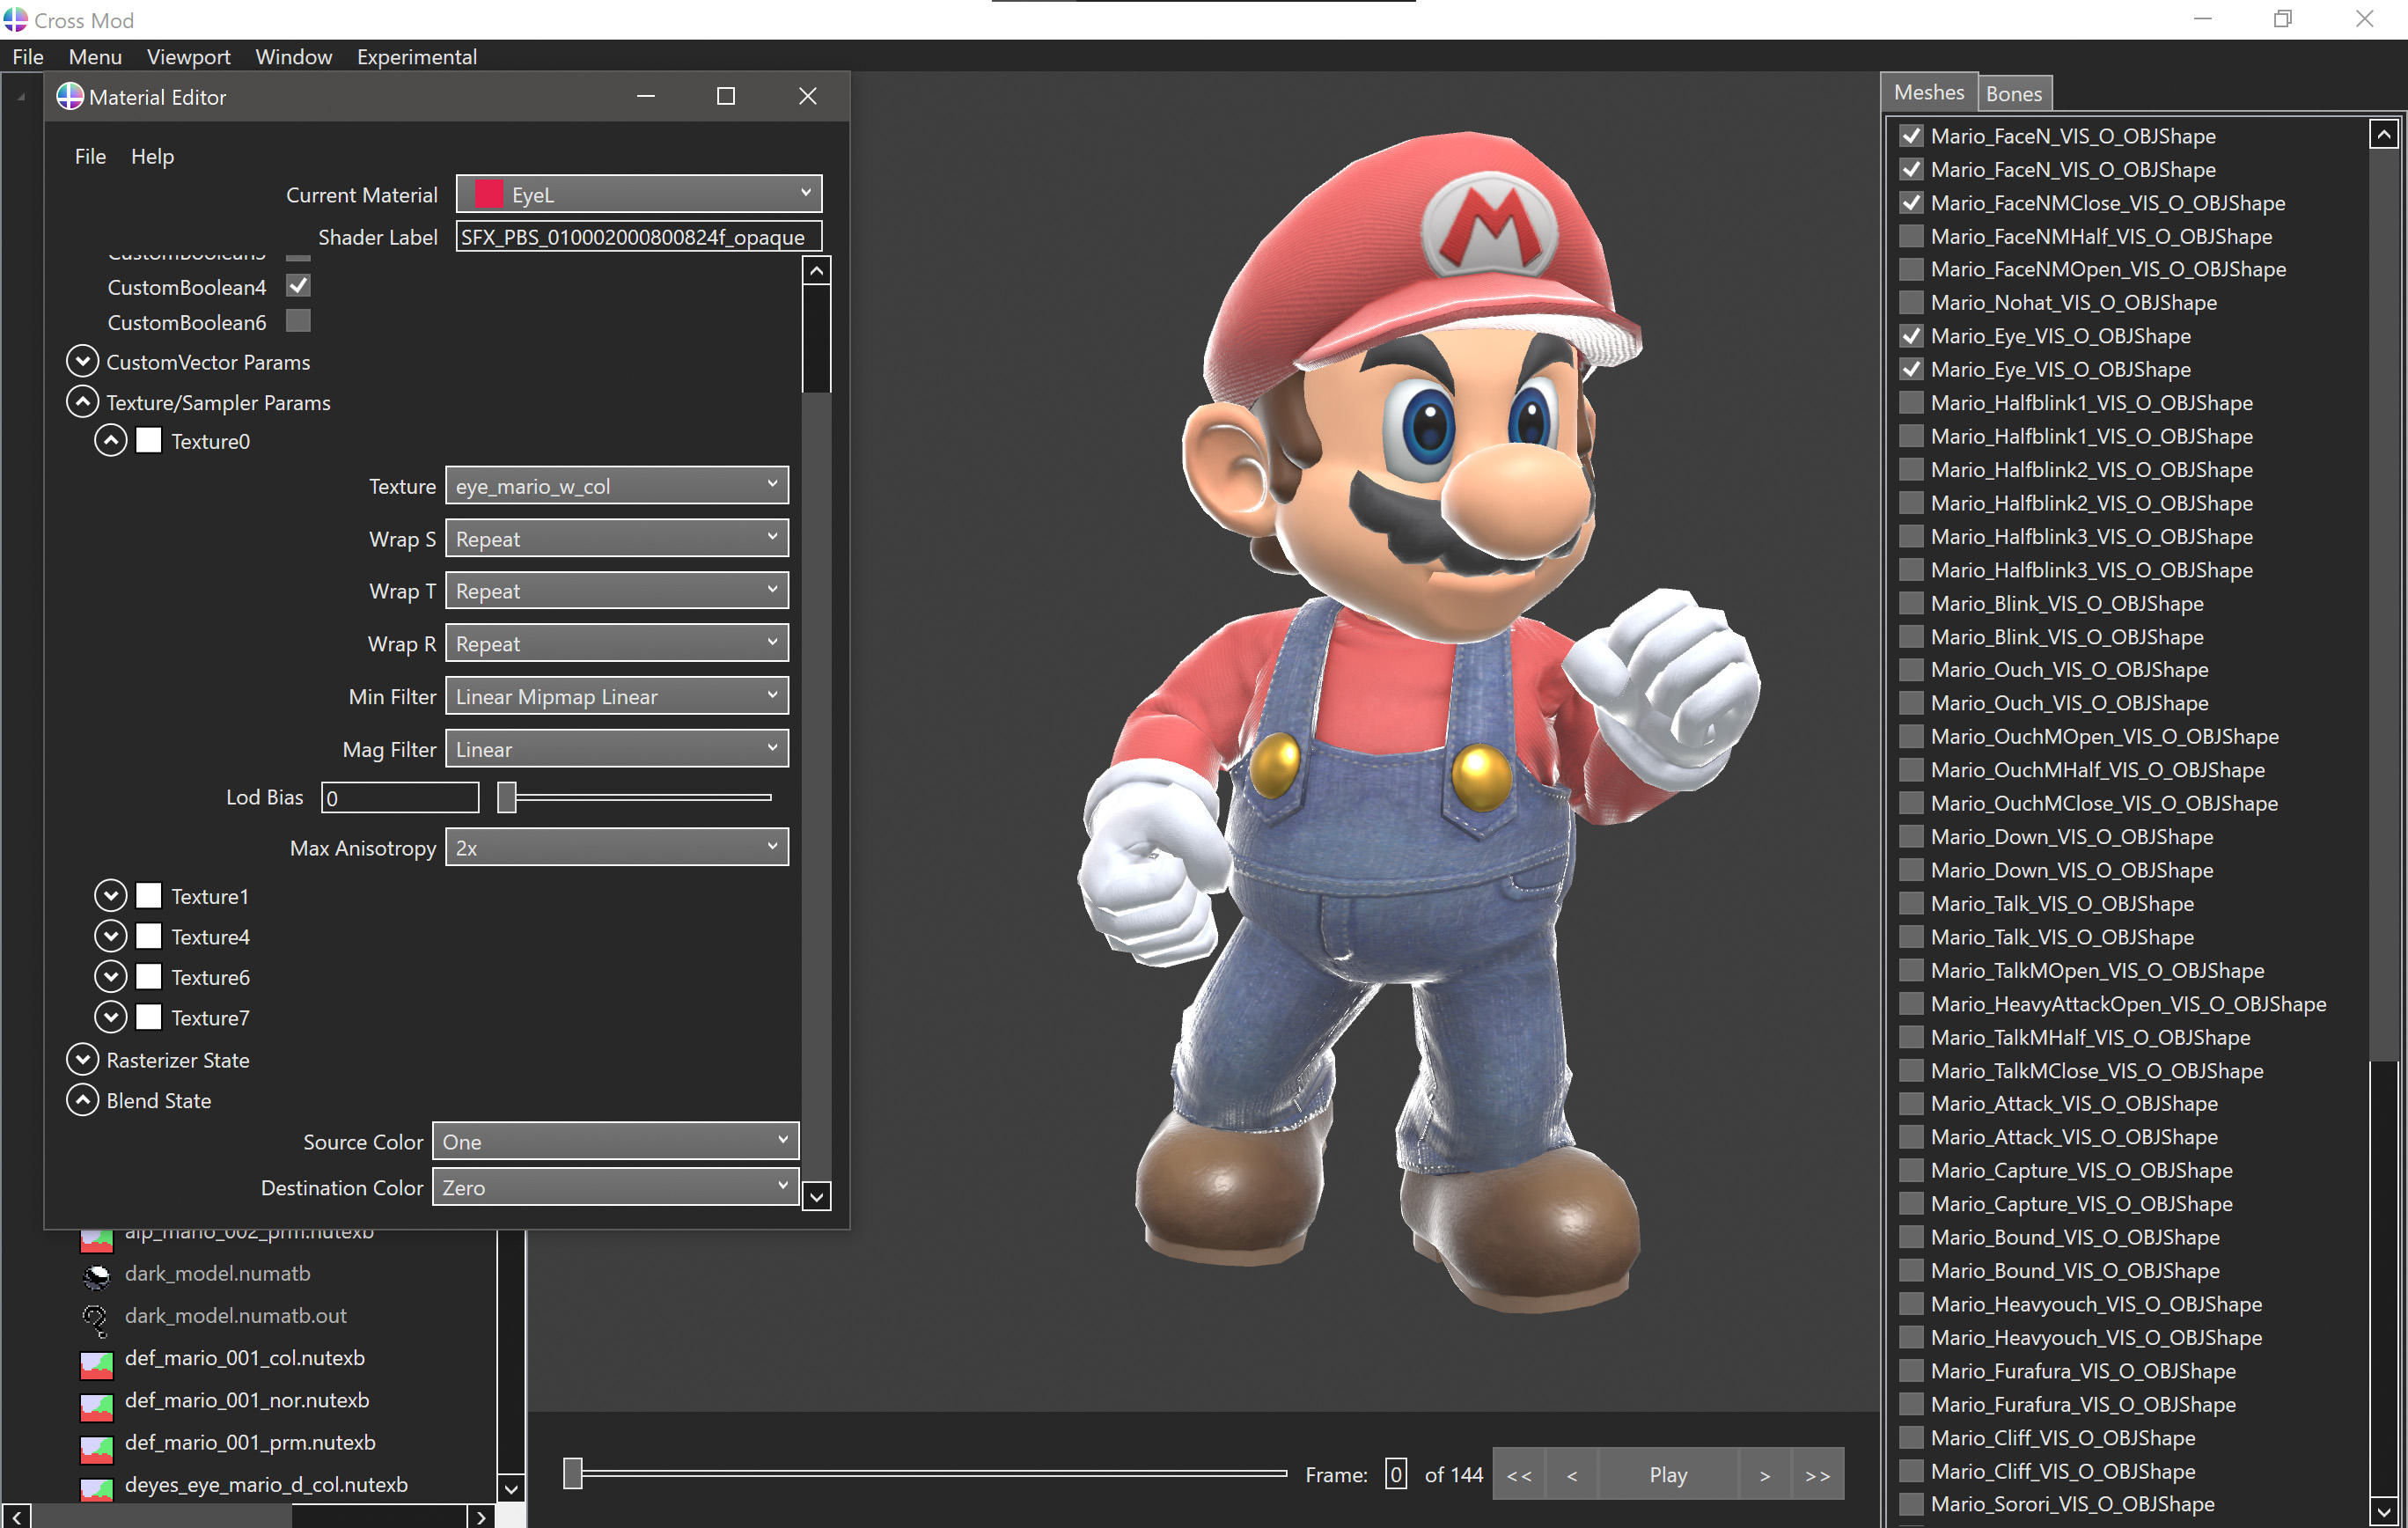 Cross Mod
File Menu Viewport Window Experimental
Material Editor
File Help
Current Material EyeL
Shader Label SFX_PBS_010002000800824f_opaque
CustomBoolean4
CustomBoolean6
CustomVector Params
Texture/Sampler Params
Texture0
Texture eye_mario_w_col
Wrap S Repeat
Wrap T Repeat
Wrap R Repeat
Min Filter Linear Mipmap Linear
Mag Filter Linear
Lod Bias 0
Max Anisotropy 2x
Texture1
Texture4
Texture6
Texture7
Rasterizer State
Blend State
Source Color One
Destination Color Zero
alp_mario_002_prm.nutexb
dark_model.numatb
dark_model.numatb.out
def_mario_001_col.nutexb
def_mario_001_nor.nutexb
def_mario_001_prm.nutexb
deyes_eye_mario_d_col.nutexb
M
Frame: 0 of 144 << < Play > >>
Meshes Bones
Mario_FaceN_VIS_O_OBJShape
Mario_FaceN_VIS_O_OBJShape
Mario_FaceNMClose_VIS_O_OBJShape
Mario_FaceNMHalf_VIS_O_OBJShape
Mario_FaceNMOpen_VIS_O_OBJShape
Mario_Nohat_VIS_O_OBJShape
Mario_Eye_VIS_O_OBJShape
Mario_Eye_VIS_O_OBJShape
Mario_Halfblink1_VIS_O_OBJShape
Mario_Halfblink1_VIS_O_OBJShape
Mario_Halfblink2_VIS_O_OBJShape
Mario_Halfblink2_VIS_O_OBJShape
Mario_Halfblink3_VIS_O_OBJShape
Mario_Halfblink3_VIS_O_OBJShape
Mario_Blink_VIS_O_OBJShape
Mario_Blink_VIS_O_OBJShape
Mario_Ouch_VIS_O_OBJShape
Mario_Ouch_VIS_O_OBJShape
Mario_OuchMOpen_VIS_O_OBJShape
Mario_OuchMHalf_VIS_O_OBJShape
Mario_OuchMClose_VIS_O_OBJShape
Mario_Down_VIS_O_OBJShape
Mario_Down_VIS_O_OBJShape
Mario_Talk_VIS_O_OBJShape
Mario_Talk_VIS_O_OBJShape
Mario_TalkMOpen_VIS_O_OBJShape
Mario_HeavyAttackOpen_VIS_O_OBJShape
Mario_TalkMHalf_VIS_O_OBJShape
Mario_TalkMClose_VIS_O_OBJShape
Mario_Attack_VIS_O_OBJShape
Mario_Attack_VIS_O_OBJShape
Mario_Capture_VIS_O_OBJShape
Mario_Capture_VIS_O_OBJShape
Mario_Bound_VIS_O_OBJShape
Mario_Bound_VIS_O_OBJShape
Mario_Heavyouch_VIS_O_OBJShape
Mario_Heavyouch_VIS_O_OBJShape
Mario_Furafura_VIS_O_OBJShape
Mario_Furafura_VIS_O_OBJShape
Mario_Cliff_VIS_O_OBJShape
Mario_Cliff_VIS_O_OBJShape
Mario_Sorori_VIS_O_OBJShape